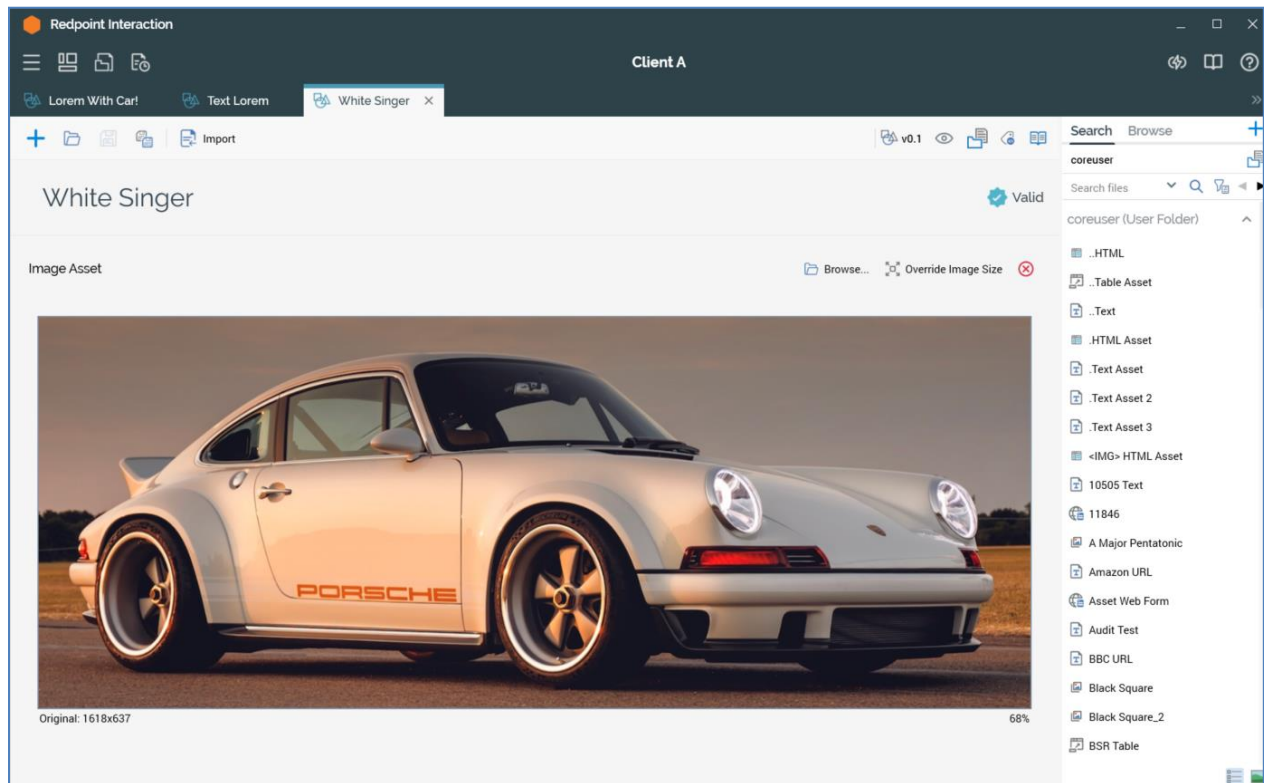 Redpoint Interaction
Client A
Lorem With Car!
Text Lorem
White Singer
Import
v0.1
White Singer
Valid
Image Asset
Browse...
Override Image Size
PORSCHE
Original: 1618x637
68%
Search
Browse
coreuser
Search files
coreuser (User Folder)
..HTML
..Table Asset
..Text
.HTML Asset
.Text Asset
.Text Asset 2
.Text Asset 3
<IMG> HTML Asset
10505 Text
11846
A Major Pentatonic
Amazon URL
Asset Web Form
Audit Test
BBC URL
Black Square
Black Square_2
BSR Table